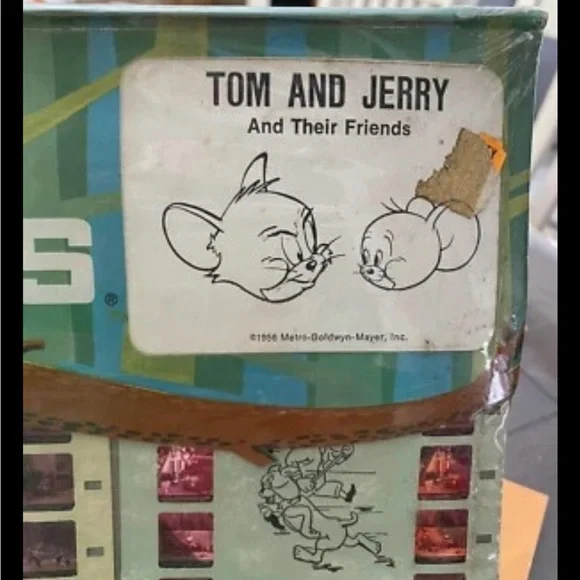 TOM AND JERRY
And Their Friends
S®
©1956 Metro-Goldwyn-Mayer, Inc.